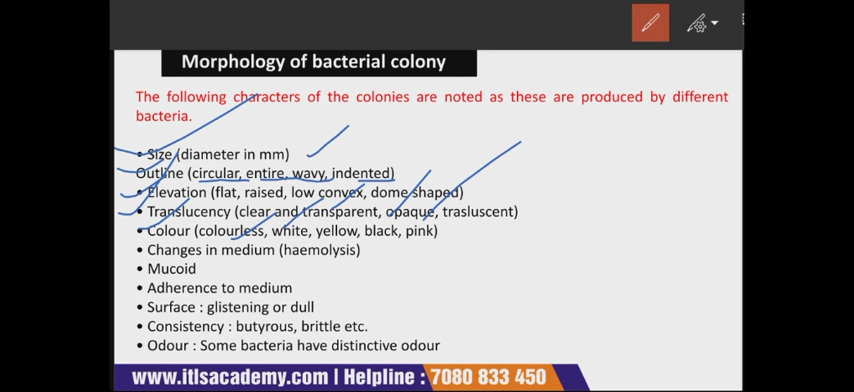 Morphology of bacterial colony
The following characters of the colonies are noted as these are produced by different
bacteria.
• Size (diameter in mm)
Outline (circular, entire, wavy, indented)
• Elevation (flat, raised, low convex, dome shaped)
• Translucency (clear and transparent, opaque, trasluscent)
• Colour (colourless, white, yellow, black, pink)
• Changes in medium (haemolysis)
• Mucoid
• Adherence to medium
• Surface : glistening or dull
• Consistency : butyrous, brittle etc.
• Odour : Some bacteria have distinctive odour
www.itlsacademy.com | Helpline : 7080 833 450